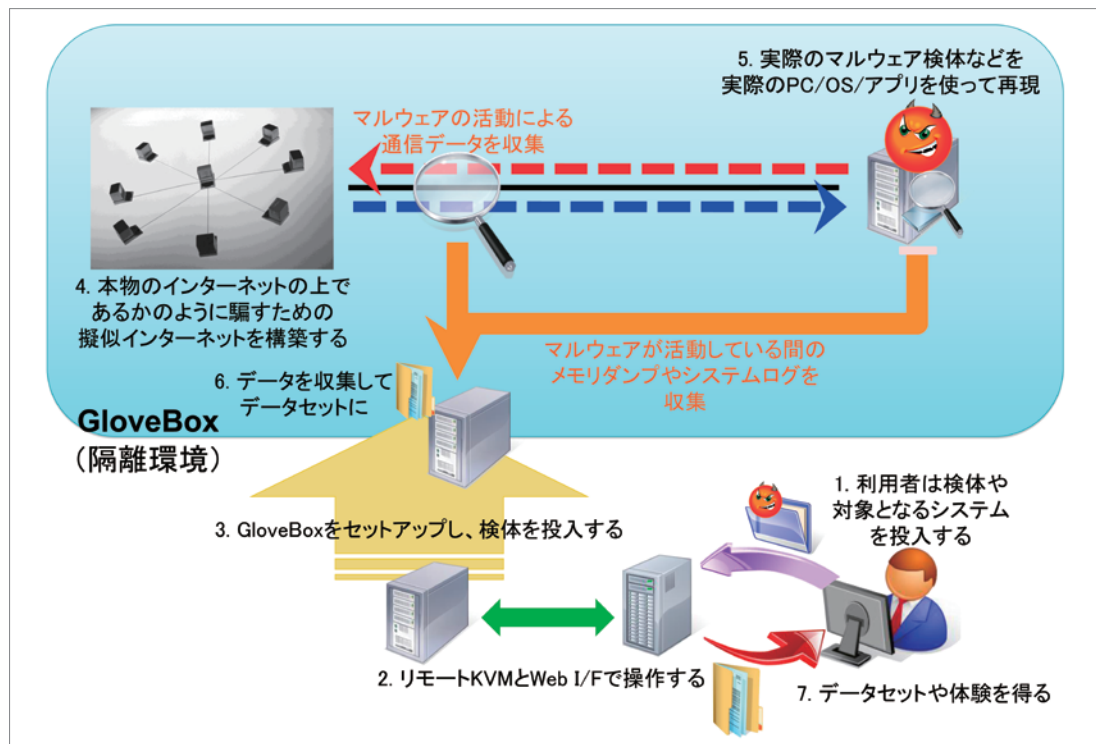 5. 実際のマルウェア検体などを
実際のPC/OS/アプリを使って再現
マルウェアの活動による
通信データを収集
4. 本物のインターネットの上で
あるかのように騙すための
擬似インターネットを構築する
マルウェアが活動している間の
メモリダンプやシステムログを
収集
6. データを収集して
データセットに
GloveBox
(隔離環境)
1. 利用者は検体や
対象となるシステム
を投入する
3. GloveBoxをセットアップし、検体を投入する
2. リモートKVMとWeb I/Fで操作する
7. データセットや体験を得る